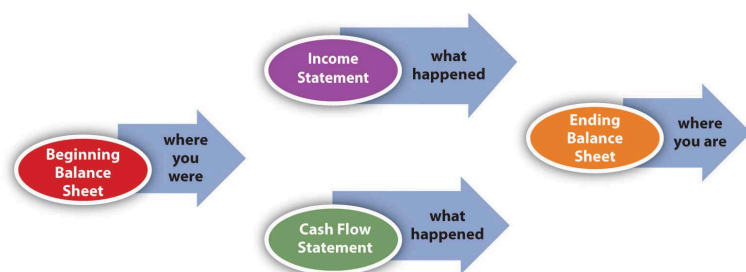 Income
Statement
what
happened
Beginning
Balance
Sheet
where
you
were
Ending
Balance
Sheet
where
you are
Cash Flow
Statement
what
happened